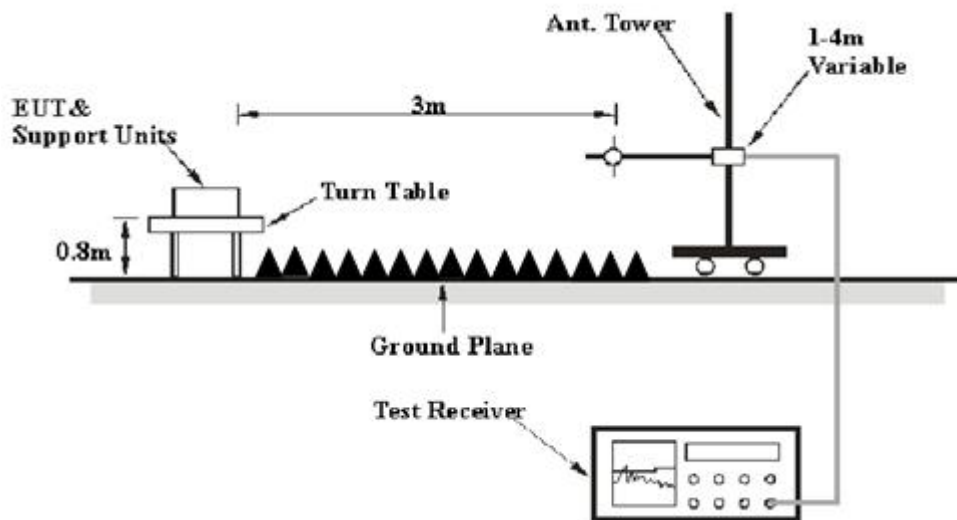 Ant. Tower
1-4m
Variable
EUT&
Support Units
3m
Turn Table
0.8m
Ground Plane
Test Receiver